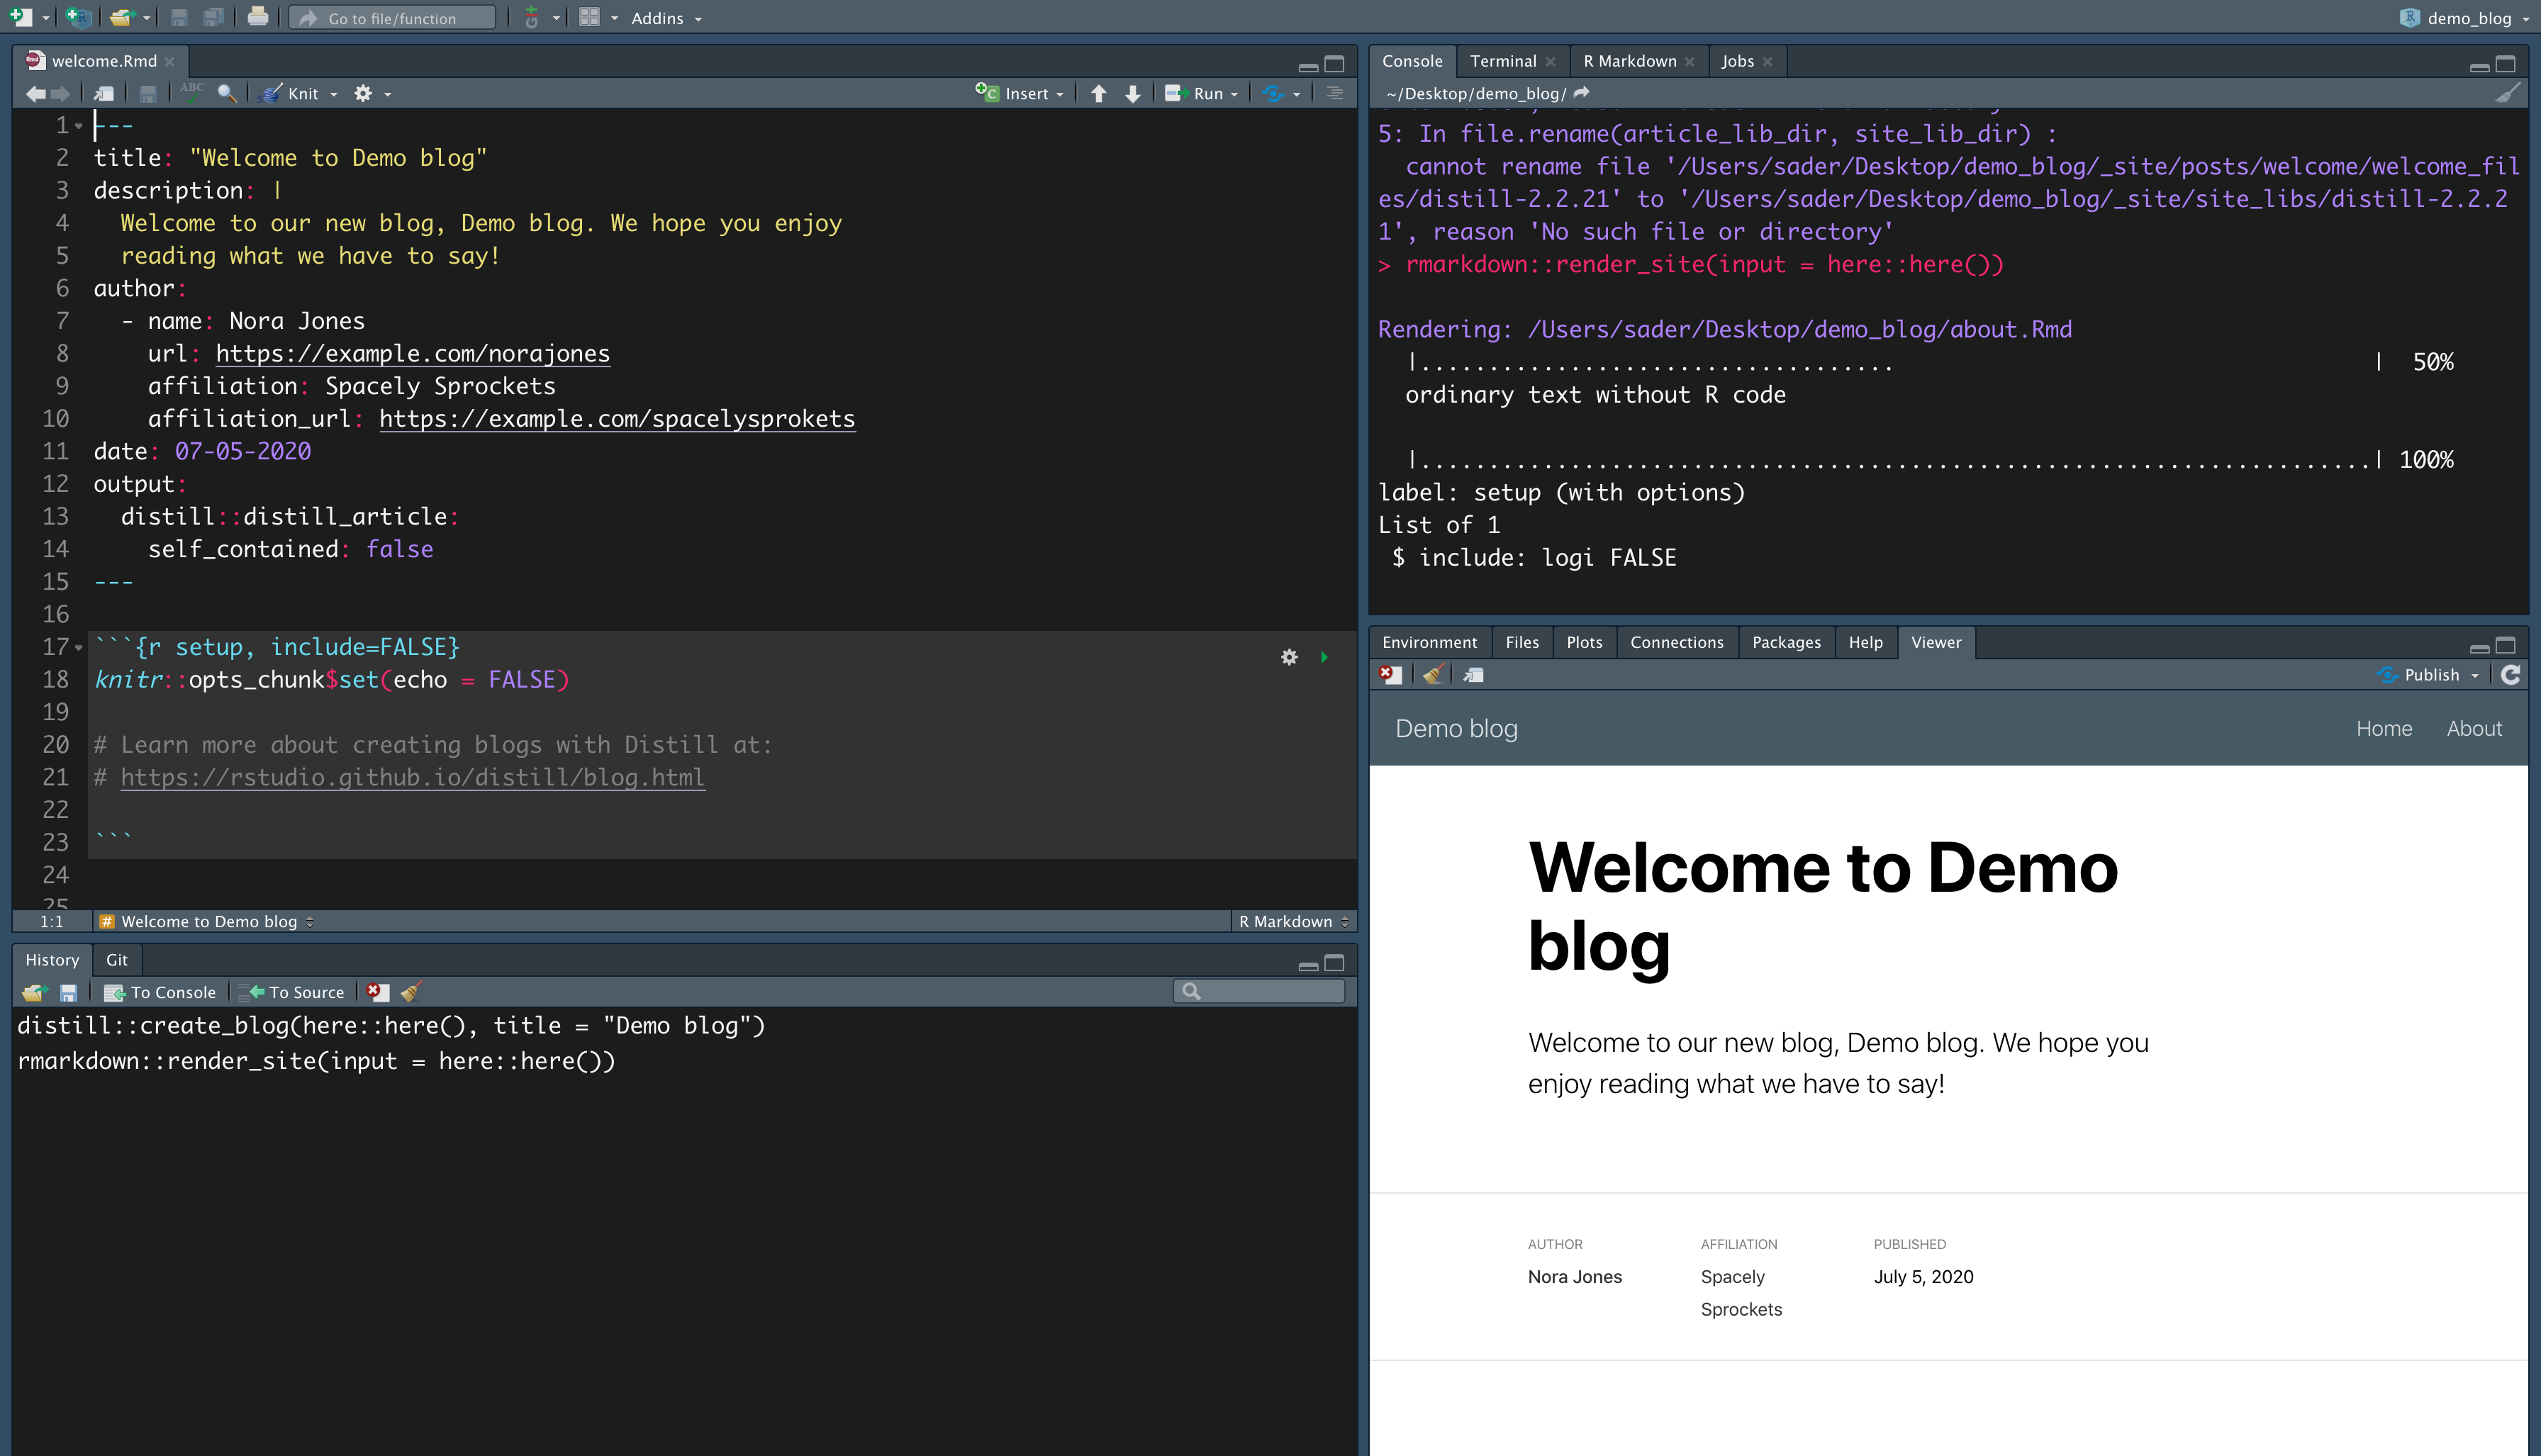 Go to file/function
Addins
demo_blog
welcome.Rmd
ABC
Knit
Insert
Run
1 ---
2 title: "Welcome to Demo blog"
3 description: |
4 Welcome to our new blog, Demo blog. We hope you enjoy
5 reading what we have to say!
6 author:
7 - name: Nora Jones
8 url: https://example.com/norajones
9 affiliation: Spacely Sprockets
10 affiliation_url: https://example.com/spacelysprokets
11 date: 07-05-2020
12 output:
13 distill::distill_article:
14 self_contained: false
15 ---
16
17 ```{r setup, include=FALSE}
18 knitr::opts_chunk$set(echo = FALSE)
19
20 # Learn more about creating blogs with Distill at:
21 # https://rstudio.github.io/distill/blog.html
22
23 ```
24
25
1:1 # Welcome to Demo blog R Markdown
History Git
To Console To Source
distill::create_blog(here::here(), title = "Demo blog")
rmarkdown::render_site(input = here::here())
Console Terminal R Markdown Jobs
~/Desktop/demo_blog/
5: In file.rename(article_lib_dir, site_lib_dir) :
cannot rename file '/Users/sader/Desktop/demo_blog/_site/posts/welcome/welcome_fil
es/distill-2.2.21' to '/Users/sader/Desktop/demo_blog/_site/site_libs/distill-2.2.2
1', reason 'No such file or directory'
> rmarkdown::render_site(input = here::here())
Rendering: /Users/sader/Desktop/demo_blog/about.Rmd
|................................... | 50%
ordinary text without R code
|......................................................................| 100%
label: setup (with options)
List of 1
$ include: logi FALSE
Environment Files Plots Connections Packages Help Viewer
Publish
Demo blog Home About
Welcome to Demo
blog
Welcome to our new blog, Demo blog. We hope you
enjoy reading what we have to say!
AUTHOR AFFILIATION PUBLISHED
Nora Jones Spacely July 5, 2020
Sprockets